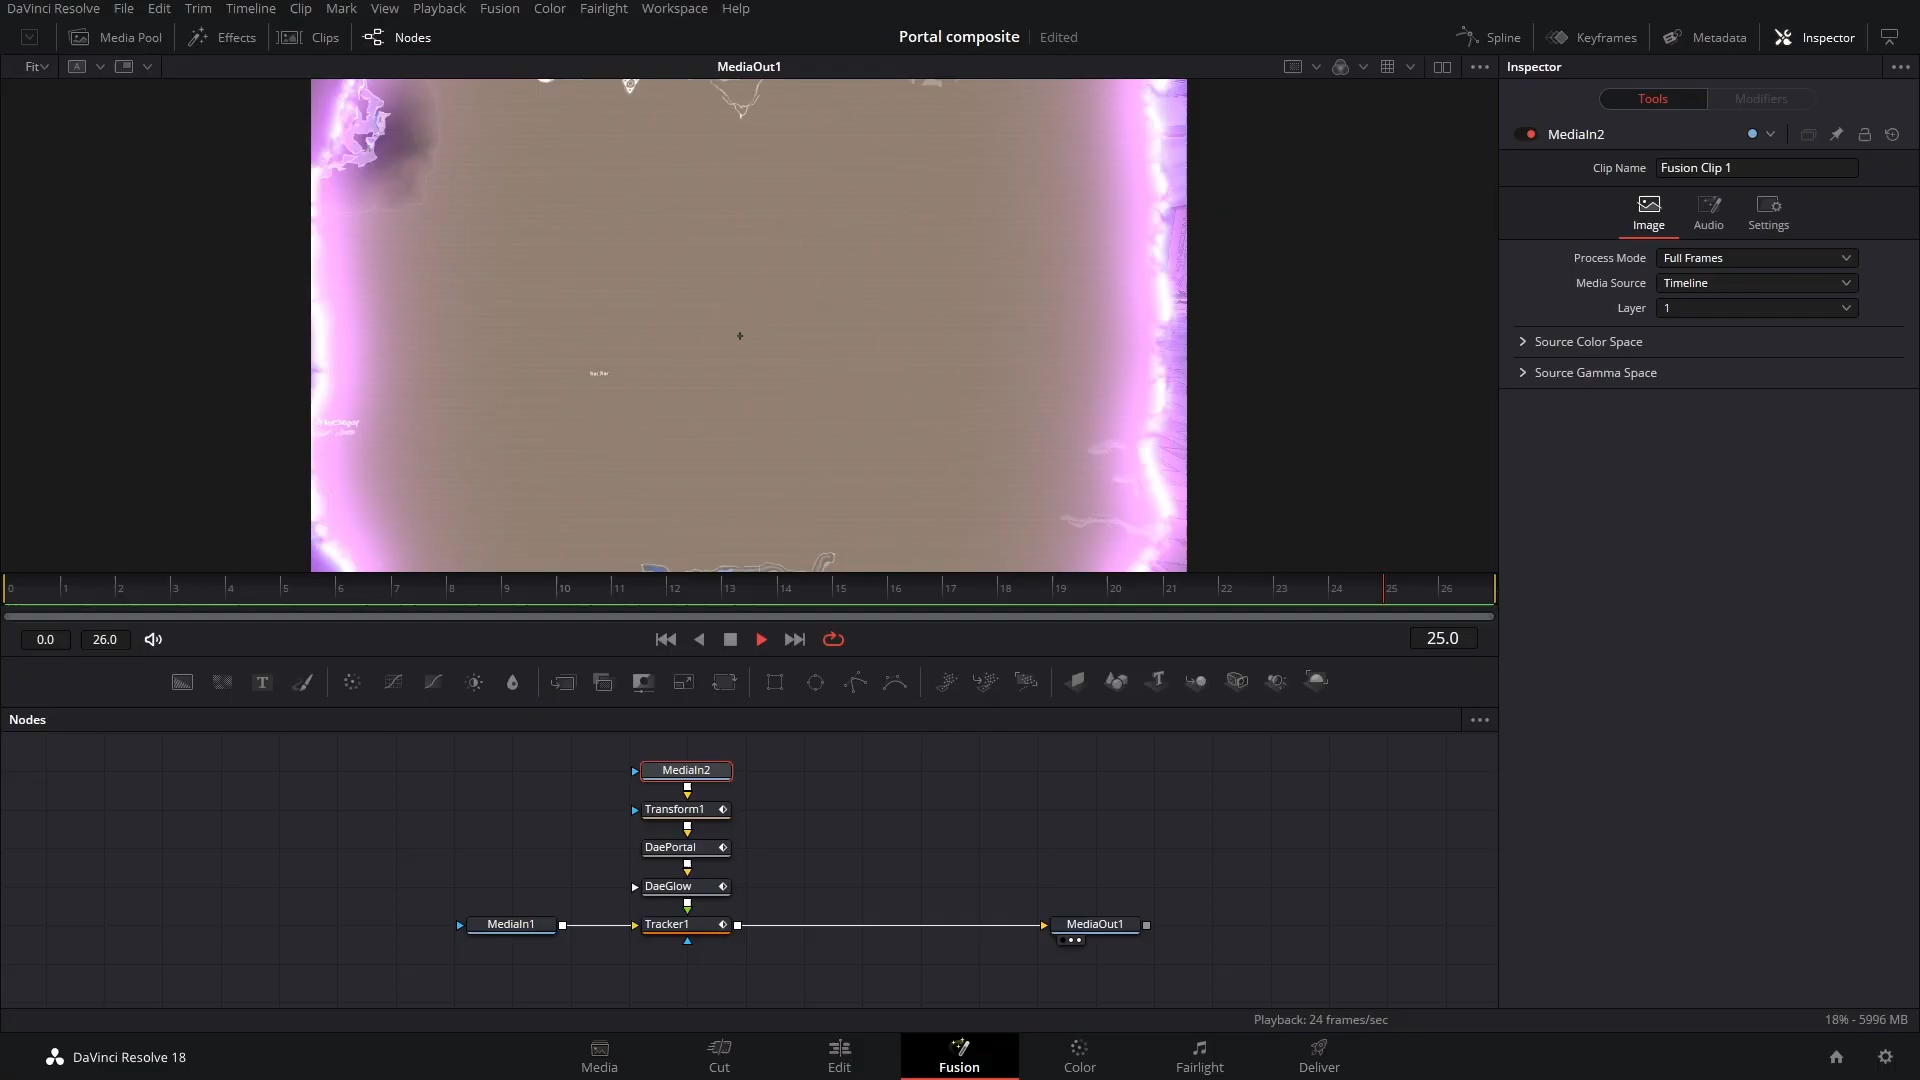 DaVinci Resolve File Edit Trim Timeline Clip Mark View Playback Fusion Color Fairlight Workspace Help
Media Pool Effects Clips Nodes Portal composite Edited Spline Keyframes Metadata Inspector
Fit A MediaOut1 Inspector
Tools Modifiers
MediaIn2
Clip Name Fusion Clip 1
Image Audio Settings
Process Mode Full Frames
Media Source Timeline
Layer 1
Source Color Space
Source Gamma Space
0 1 2 3 4 5 6 7 8 9 10 11 12 13 14 15 16 17 18 19 20 21 22 23 24 25 26
0.0 26.0 25.0
T
Nodes
MediaIn2
Transform1
DaePortal
DaeGlow
MediaIn1 Tracker1 MediaOut1
Playback: 24 frames/sec 18% - 5996 MB
DaVinci Resolve 18 Media Cut Edit Fusion Color Fairlight Deliver